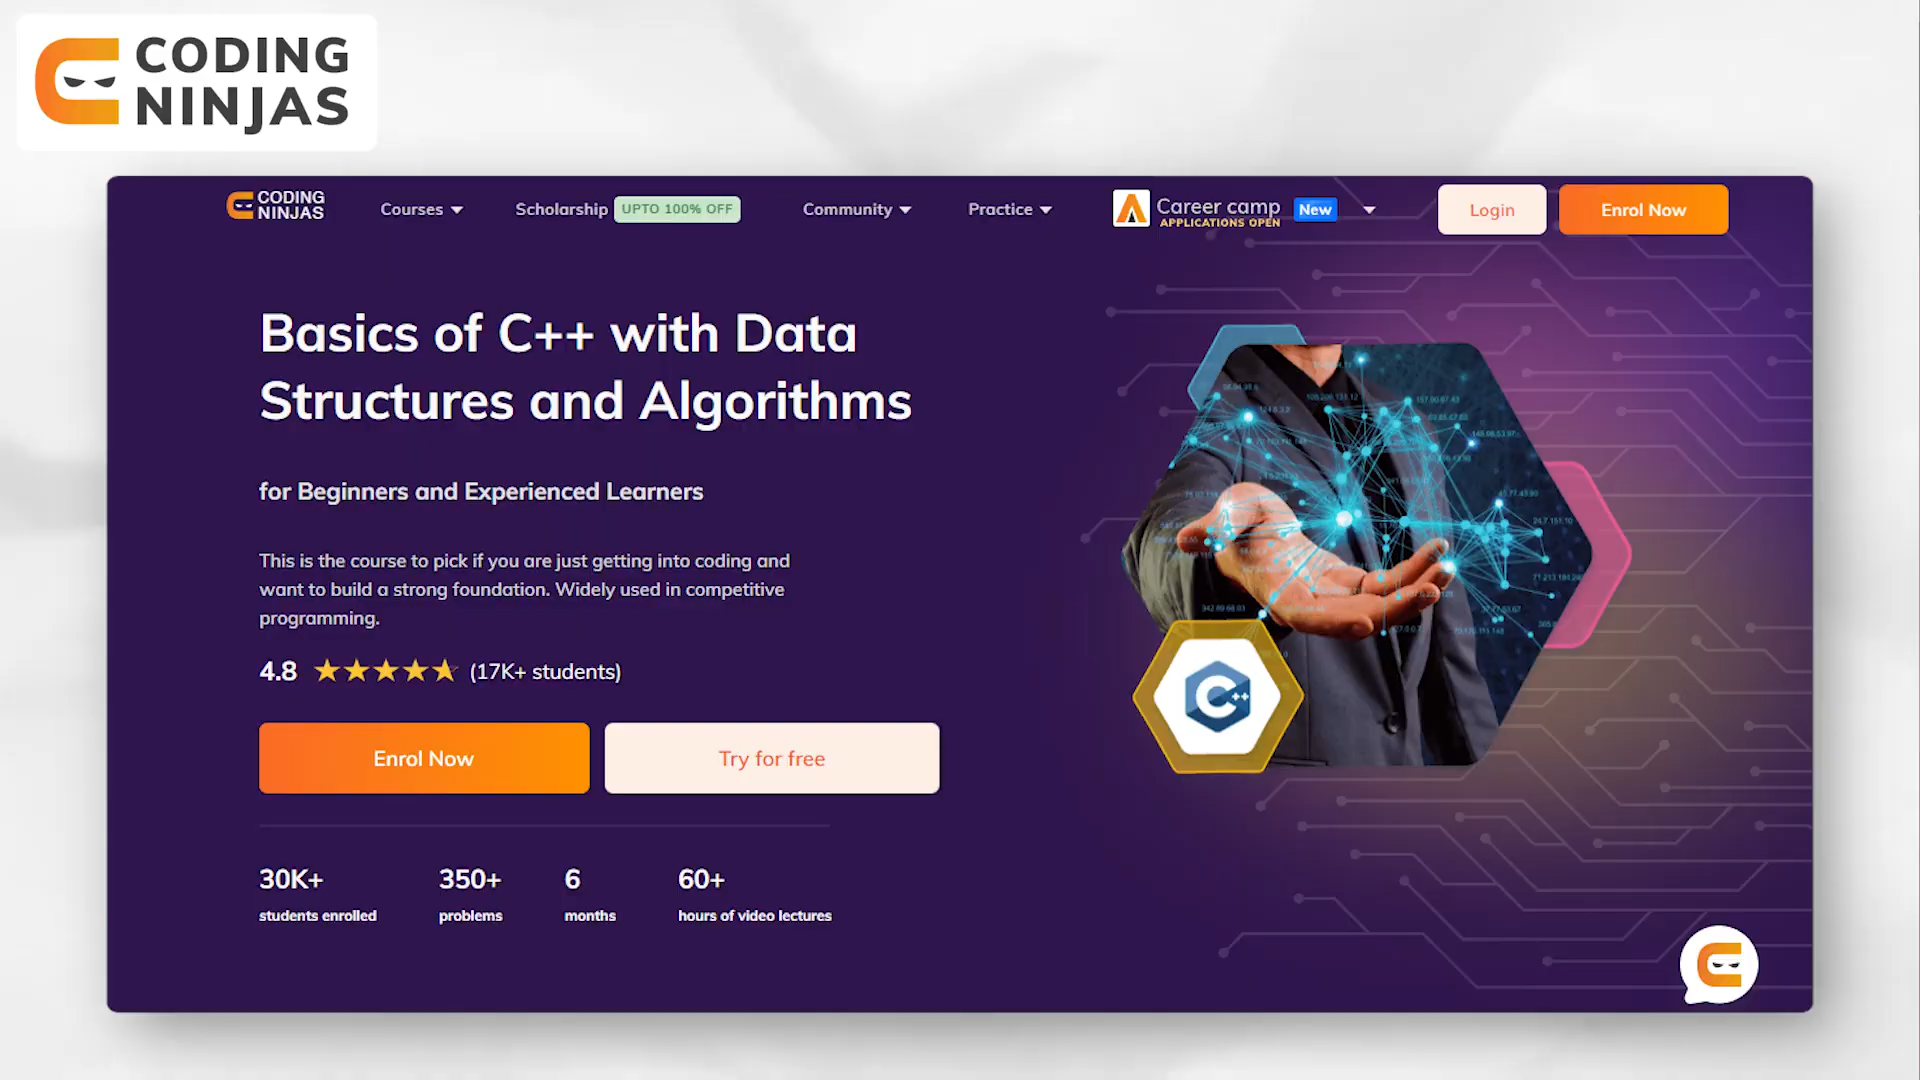 CODING
NINJAS
CODING
NINJAS
Courses
Scholarship UPTO 100% OFF
Community
Practice
Career camp New
APPLICATIONS OPEN
Login
Enrol Now
Basics of C++ with Data
Structures and Algorithms
for Beginners and Experienced Learners
This is the course to pick if you are just getting into coding and
want to build a strong foundation. Widely used in competitive
programming.
4.8 (17K+ students)
Enrol Now
Try for free
30K+
students enrolled
350+
problems
6
months
60+
hours of video lectures
C++